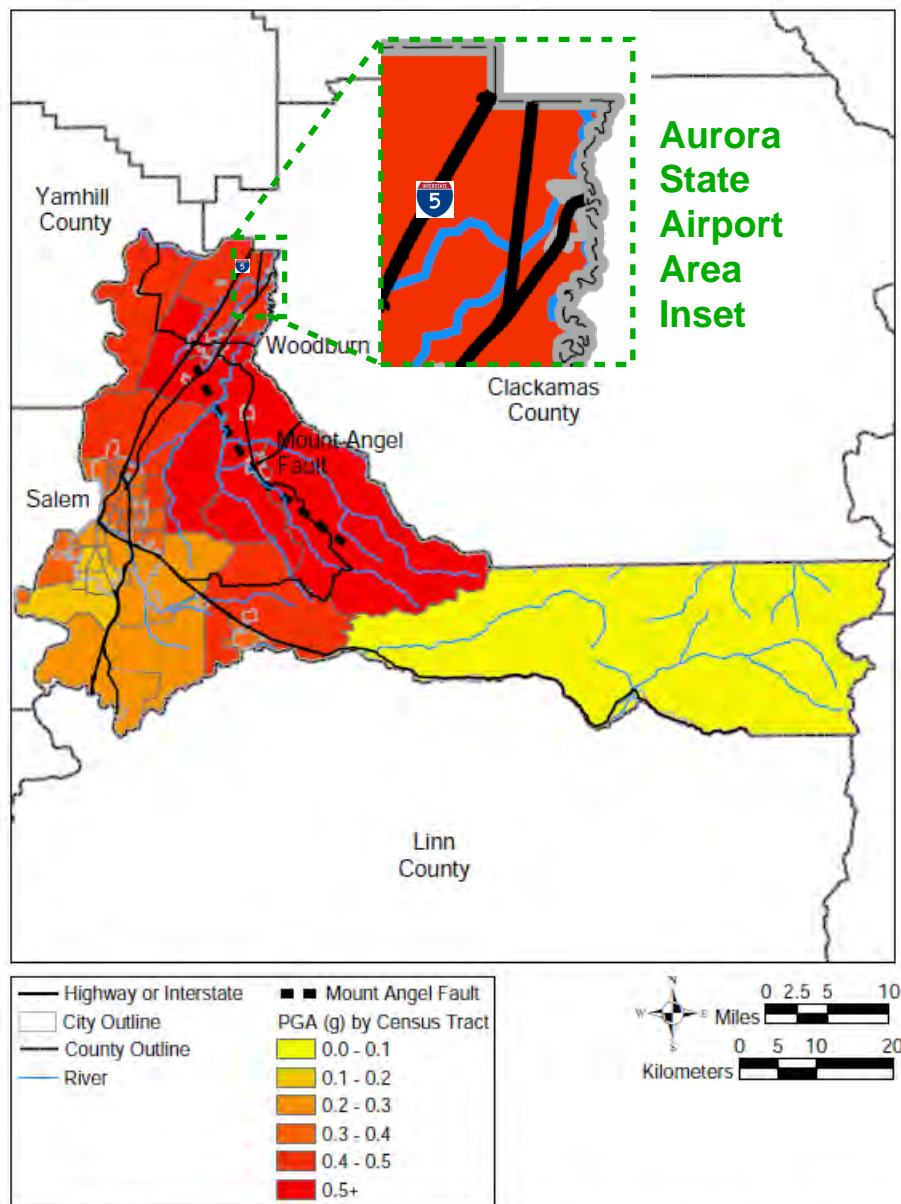 Yamhill
County
INTERSTATE
5
Aurora
State
Airport
Area
Inset
5
Woodburn
Clackamas
County
Mount Angel
Fault
Salem
Linn
County
Highway or Interstate
City Outline
County Outline
River
Mount Angel Fault
PGA (g) by Census Tract
0.0 - 0.1
0.1 - 0.2
0.2 - 0.3
0.3 - 0.4
0.4 - 0.5
0.5+
N
W E
S
0 2.5 5 10
Miles
0 5 10 20
Kilometers